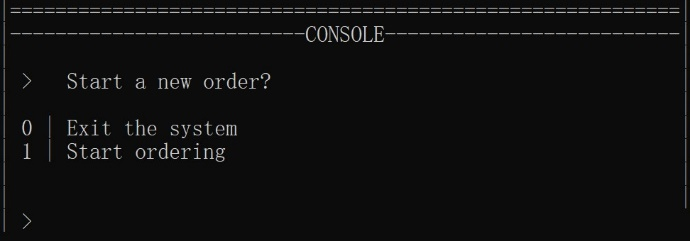 ============================================================
--------------------------CONSOLE--------------------------
> Start a new order?
0 | Exit the system
1 | Start ordering
>